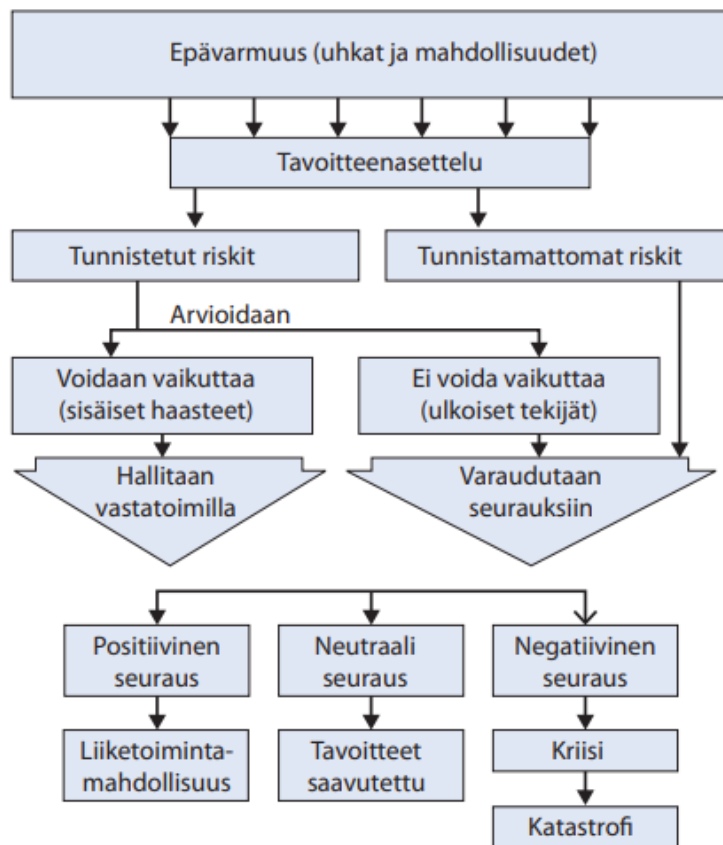 Epävarmuus (uhkat ja mahdollisuudet)
Tavoitteenasettelu
Tunnistetut riskit
Tunnistamattomat riskit
Arvioidaan
Voidaan vaikuttaa
(sisäiset haasteet)
Ei voida vaikuttaa
(ulkoiset tekijät)
Hallitaan
vastatoimilla
Varaudutaan
seurauksiin
Positiivinen
seuraus
Neutraali
seuraus
Negatiivinen
seuraus
Liiketoiminta-
mahdollisuus
Tavoitteet
saavutettu
Kriisi
Katastrofi